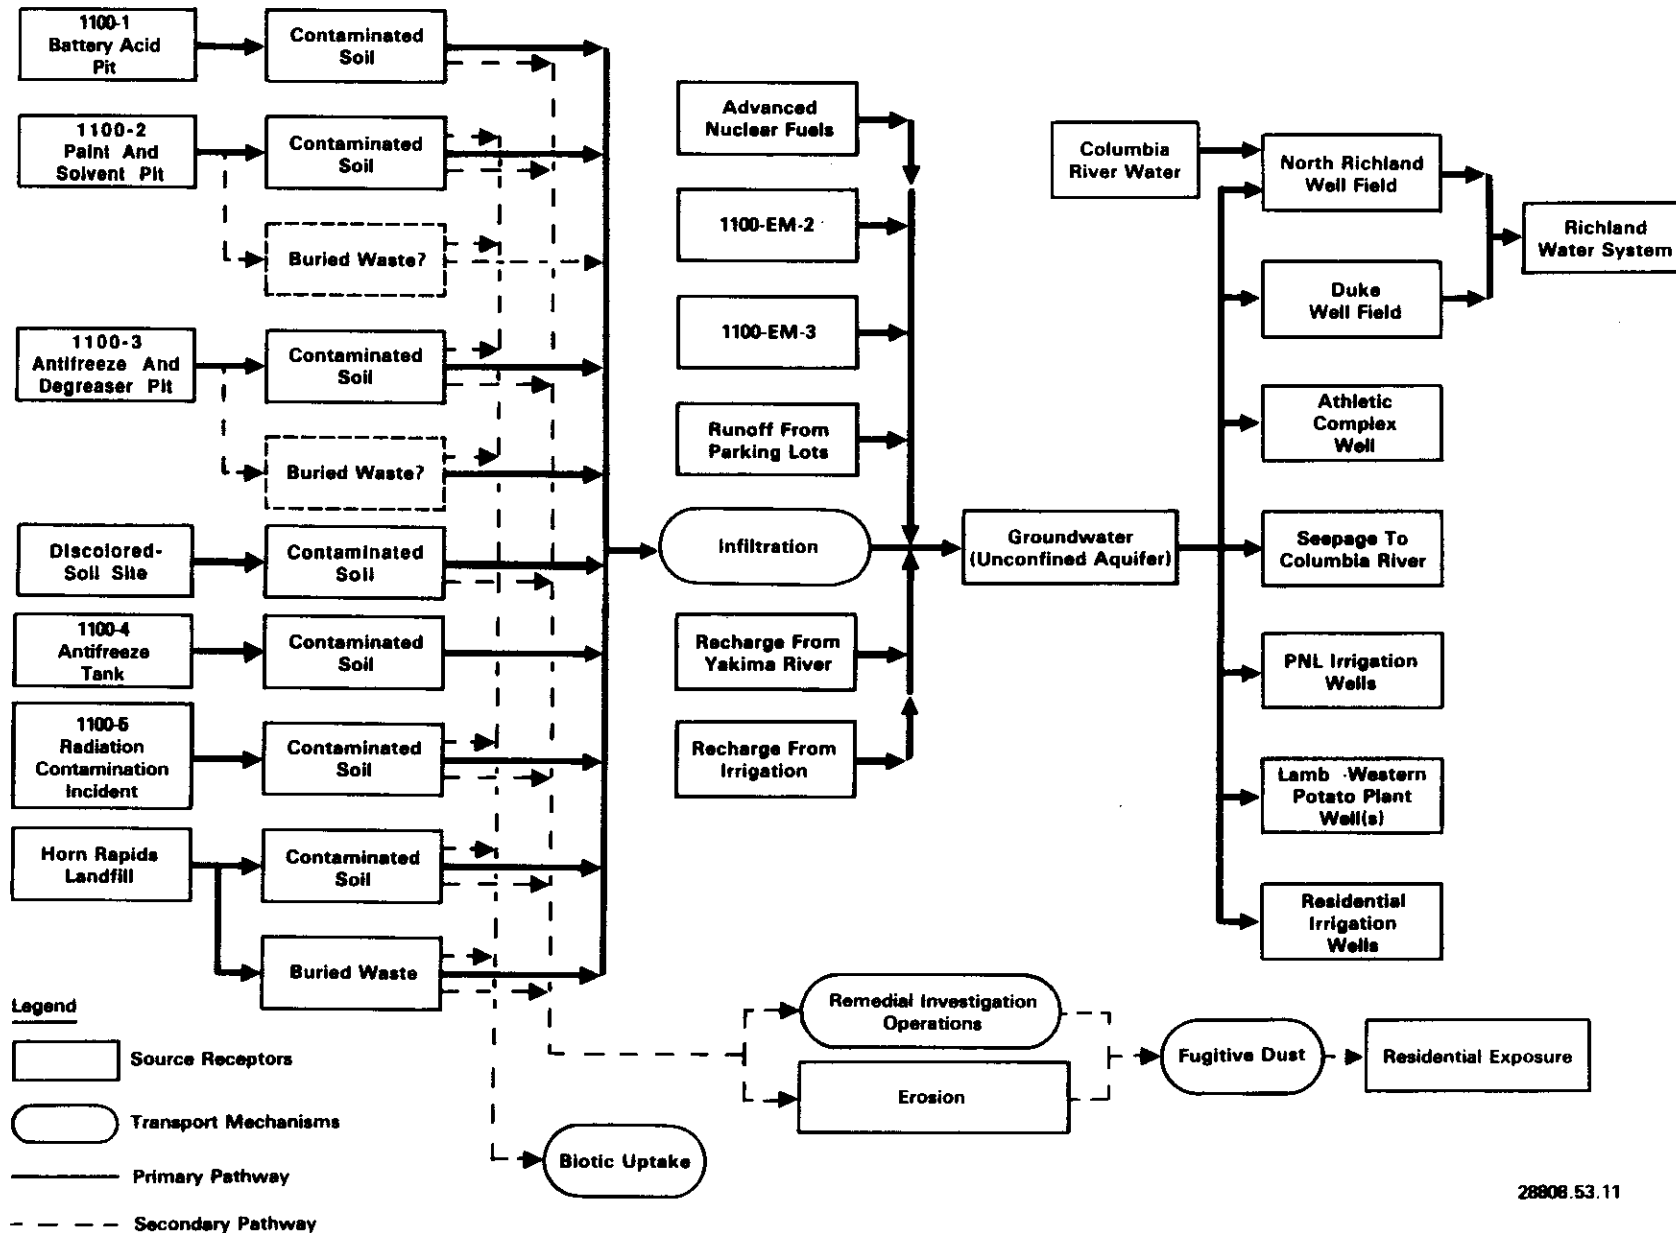 1100-1
Battery Acid
Pit
Contaminated
Soil
1100-2
Paint And
Solvent Pit
Contaminated
Soil
Buried Waste?
1100-3
Antifreeze And
Degreaser Pit
Contaminated
Soil
Buried Waste?
Discolored-
Soil Site
Contaminated
Soil
1100-4
Antifreeze
Tank
Contaminated
Soil
1100-5
Radiation
Contamination
Incident
Contaminated
Soil
Horn Rapids
Landfill
Contaminated
Soil
Buried Waste
Advanced
Nuclear Fuels
1100-EM-2
1100-EM-3
Runoff From
Parking Lots
Infiltration
Recharge From
Yakima River
Recharge From
Irrigation
Groundwater
(Unconfined Aquifer)
Columbia
River Water
North Richland
Well Field
Duke
Well Field
Richland
Water System
Athletic
Complex
Well
Seepage To
Columbia River
PNL Irrigation
Wells
Lamb-Western
Potato Plant
Well(s)
Residential
Irrigation
Wells
Remedial Investigation
Operations
Erosion
Fugitive Dust
Residential Exposure
Biotic Uptake
Legend
Source Receptors
Transport Mechanisms
Primary Pathway
Secondary Pathway
28808.53.11